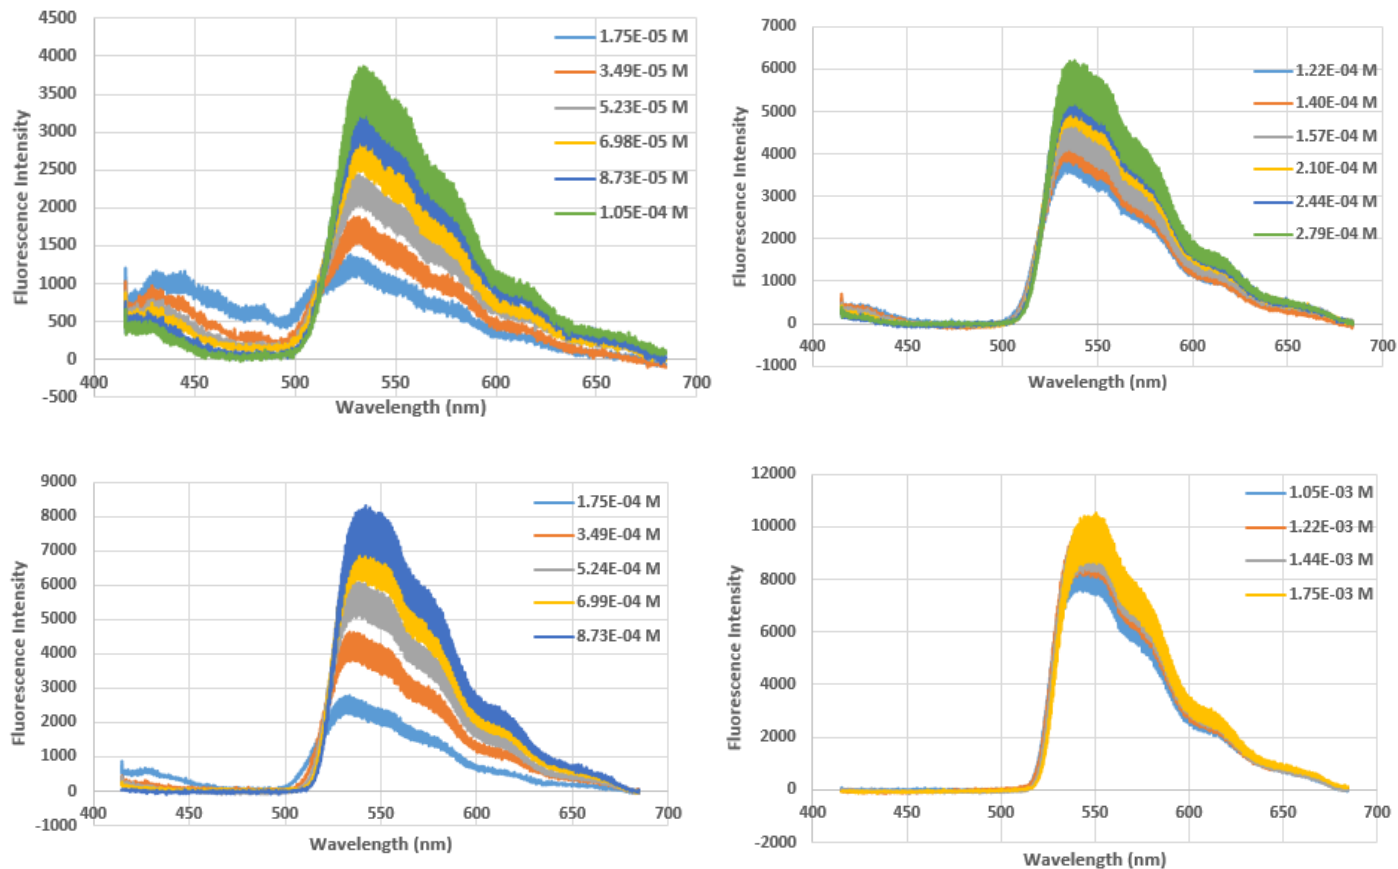 4500
4000
3500
3000
2500
2000
1500
1000
500
0
-500
400
450
500
550
600
650
700
Fluorescence Intensity
Wavelength (nm)
1.75E-05 M
3.49E-05 M
5.23E-05 M
6.98E-05 M
8.73E-05 M
1.05E-04 M
7000
6000
5000
4000
3000
2000
1000
0
-1000
400
450
500
550
600
650
700
Fluorescence Intensity
Wavelength (nm)
1.22E-04 M
1.40E-04 M
1.57E-04 M
2.10E-04 M
2.44E-04 M
2.79E-04 M
9000
8000
7000
6000
5000
4000
3000
2000
1000
0
-1000
400
450
500
550
600
650
700
Fluorescence Intensity
Wavelength (nm)
1.75E-04 M
3.49E-04 M
5.24E-04 M
6.99E-04 M
8.73E-04 M
12000
10000
8000
6000
4000
2000
0
-2000
400
450
500
550
600
650
700
Fluorescence Intensity
Wavelength (nm)
1.05E-03 M
1.22E-03 M
1.44E-03 M
1.75E-03 M